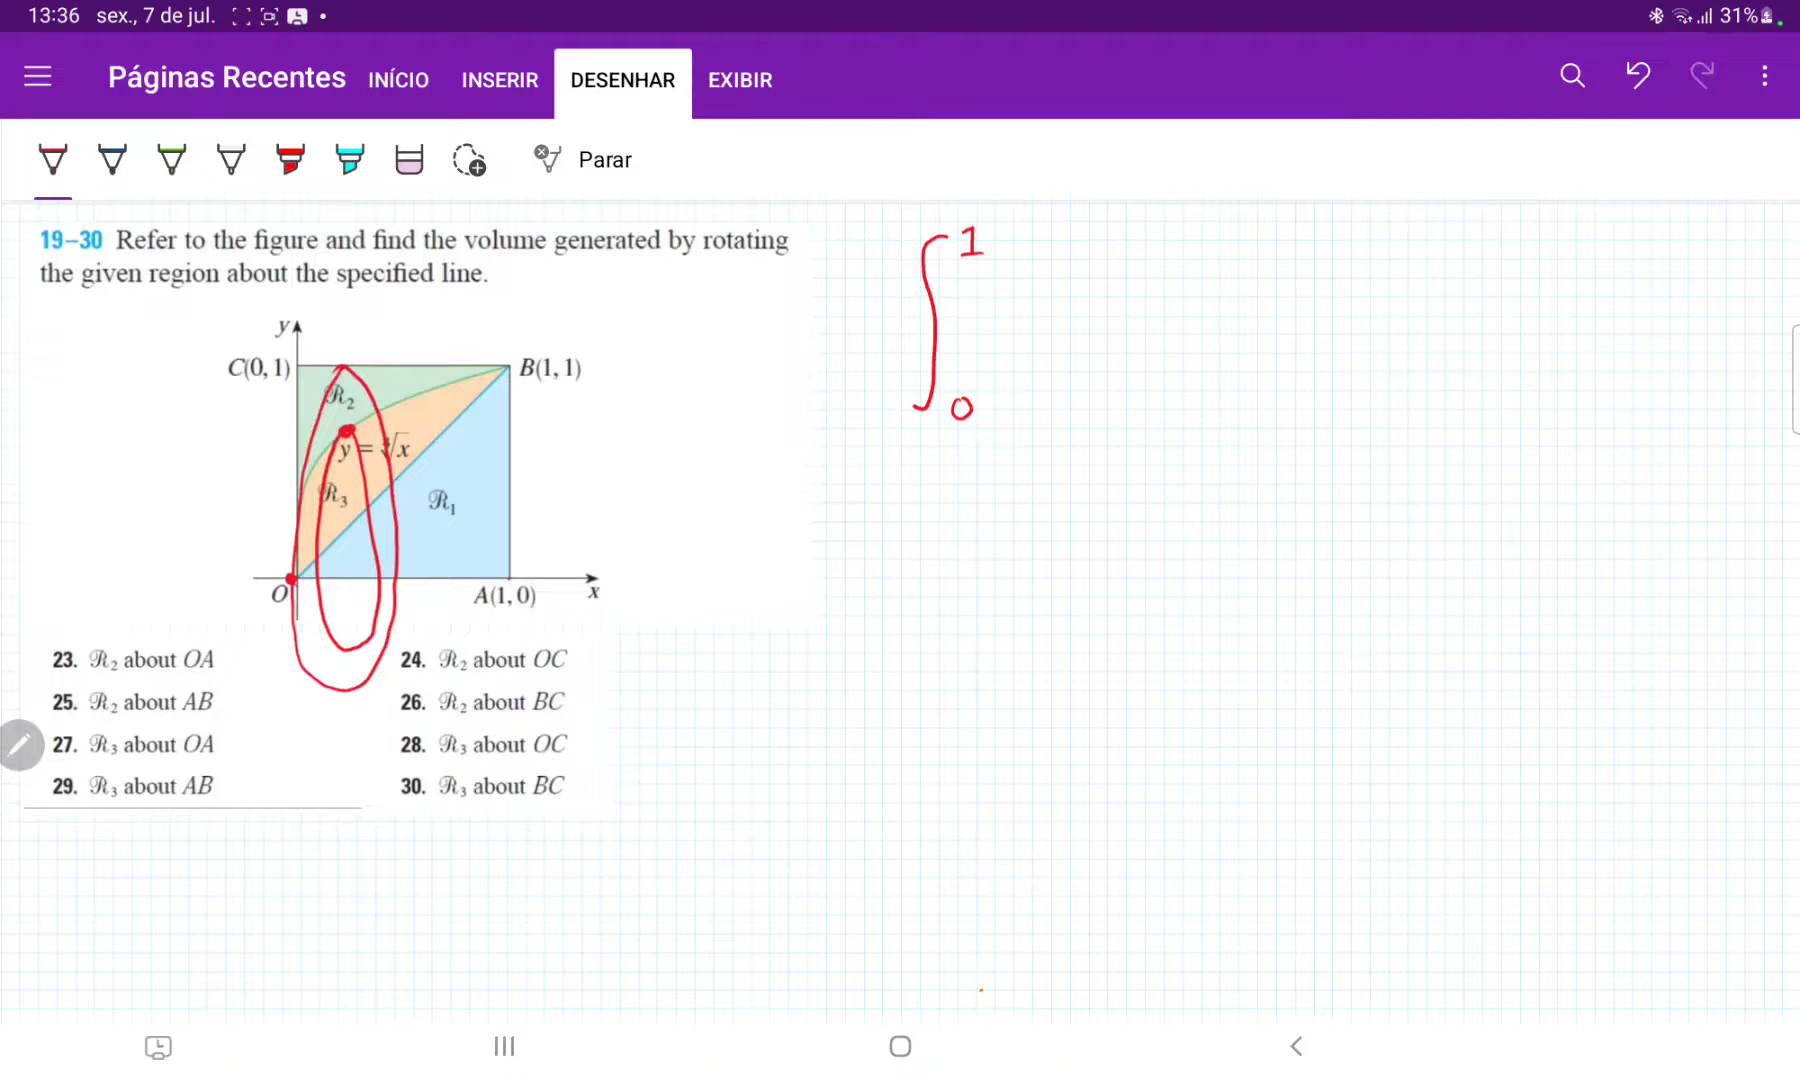 13:36 sex., 7 de jul. 31%
Páginas Recentes INÍCIO INSERIR DESENHAR EXIBIR
Parar
19–30 Refer to the figure and find the volume generated by rotating
the given region about the specified line.
y
C(0, 1) B(1, 1)
ℛ₂
y = ∜x
ℛ₃ ℛ₁
O A(1, 0) x
23. ℛ₂ about OA 24. ℛ₂ about OC
25. ℛ₂ about AB 26. ℛ₂ about BC
27. ℛ₃ about OA 28. ℛ₃ about OC
29. ℛ₃ about AB 30. ℛ₃ about BC
∫ 1
0